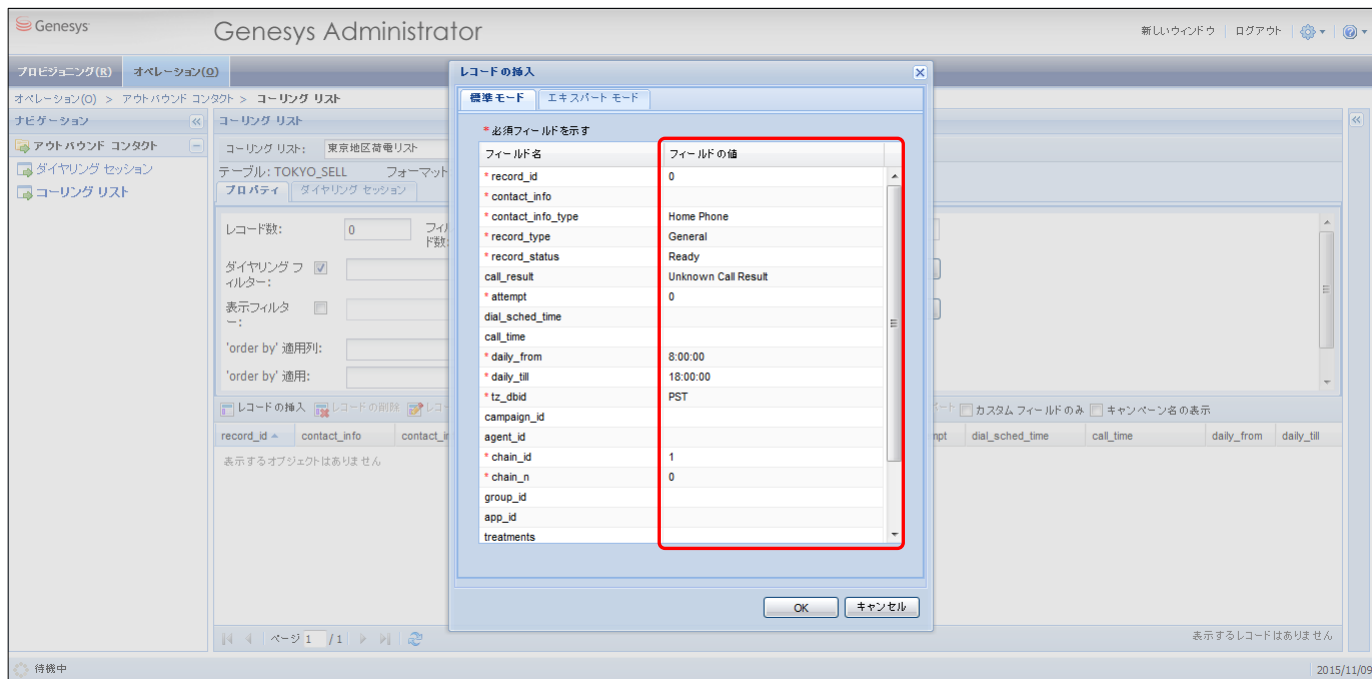 Genesys
Genesys Administrator
新しいウィンドウ ログアウト
プロビジョニング(R) オペレーション(O)
オペレーション(O) > アウトバウンド コンタクト > コーリング リスト
ナビゲーション
アウトバウンド コンタクト
ダイヤリング セッション
コーリング リスト
コーリング リスト
コーリング リスト: 東京地区荷電リスト
テーブル: TOKYO_SELL フォーマット
プロパティ ダイヤリング セッション
レコード数: 0
ダイヤリング フィルター:
表示フィルター:
'order by' 適用列:
'order by' 適用:
レコードの挿入 レコードの削除 レコ
カスタム フィールドのみ キャンペーン名の表示
record_id contact_info dial_sched_time call_time daily_from daily_till
表示するオブジェクトはありません
レコードの挿入
標準モード エキスパート モード
* 必須フィールドを示す
フィールド名 フィールドの値
* record_id 0
* contact_info
* contact_info_type Home Phone
* record_type General
* record_status Ready
call_result Unknown Call Result
* attempt 0
dial_sched_time
call_time
* daily_from 8:00:00
* daily_till 18:00:00
* tz_dbid PST
campaign_id
agent_id
* chain_id 1
* chain_n 0
group_id
app_id
treatments
OK キャンセル
ページ 1 / 1
表示するレコードはありません
待機中
2015/11/09